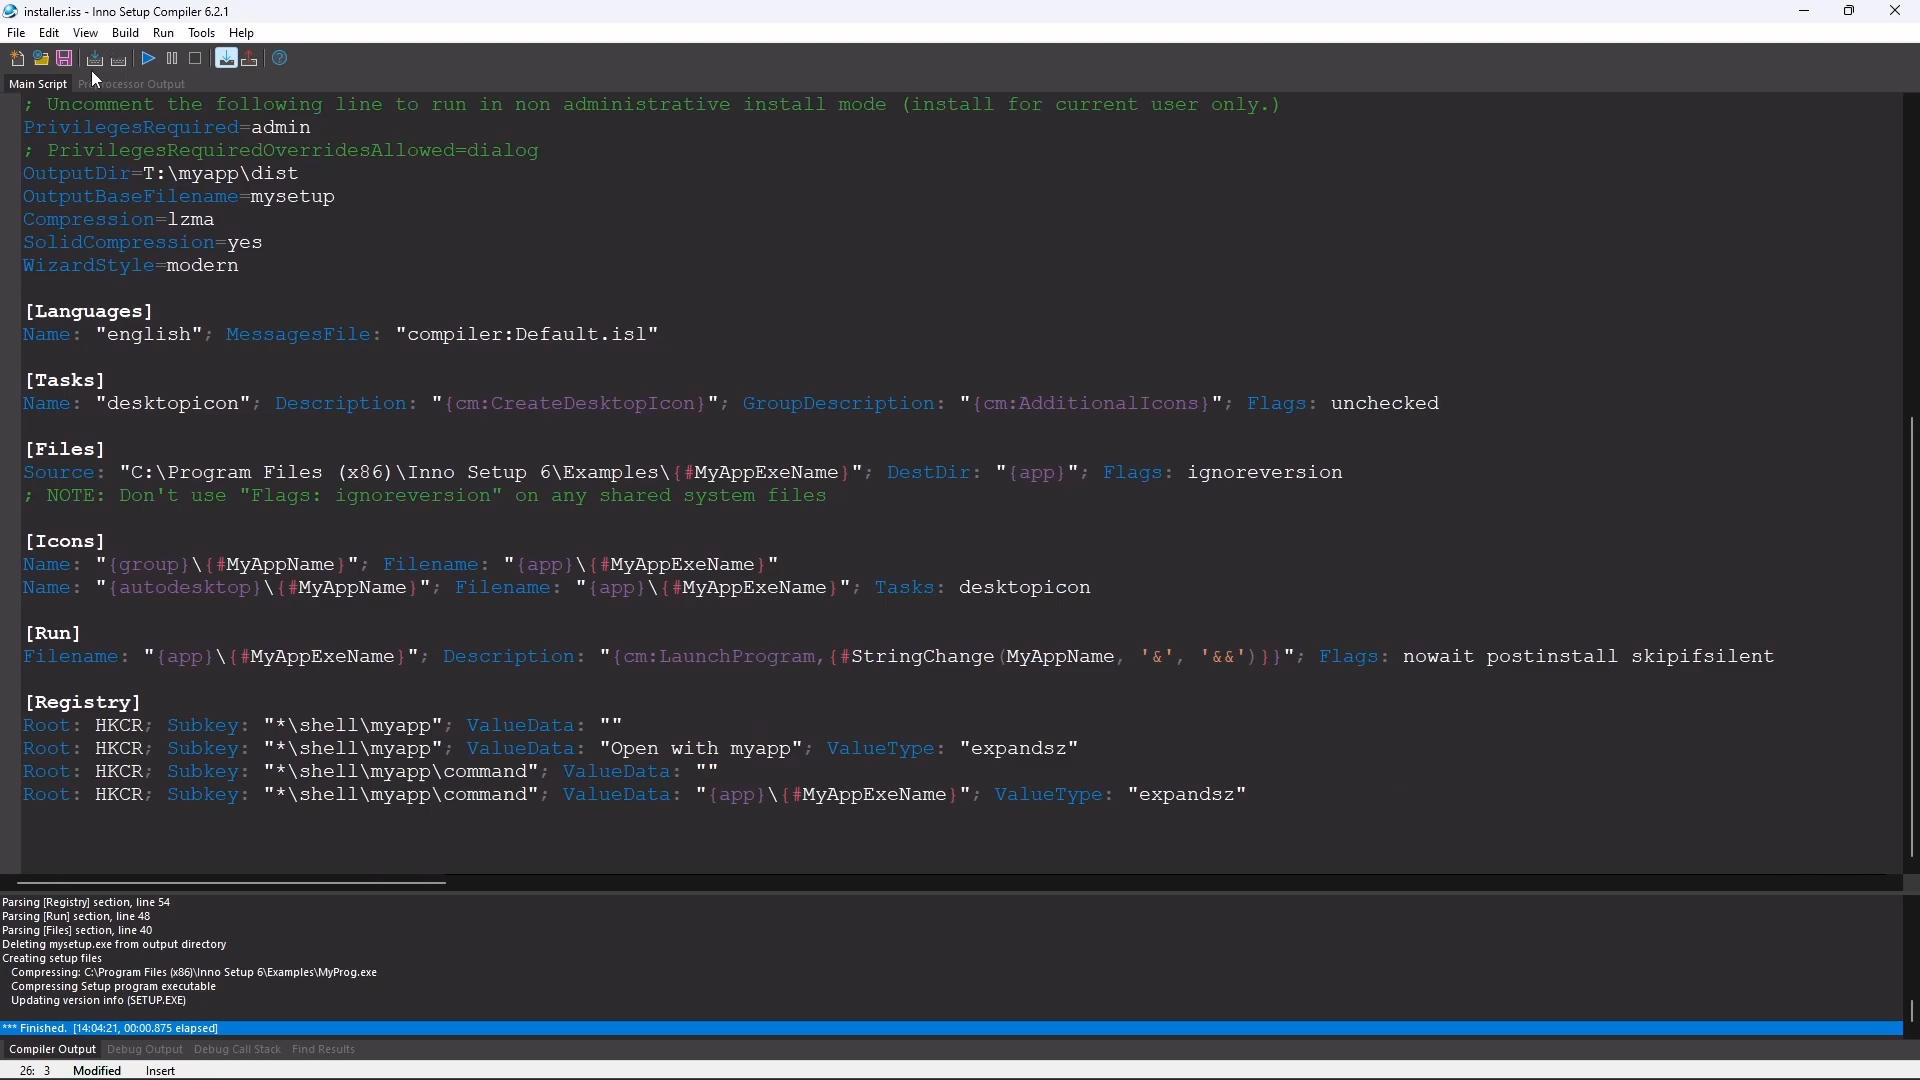 installer.iss - Inno Setup Compiler 6.2.1
File Edit View Build Run Tools Help
Main Script
; Uncomment the following line to run in non administrative install mode (install for current user only.)
PrivilegesRequired=admin
; PrivilegesRequiredOverridesAllowed=dialog
OutputDir=T:\myapp\dist
OutputBaseFilename=mysetup
Compression=lzma
SolidCompression=yes
WizardStyle=modern
[Languages]
Name: "english"; MessagesFile: "compiler:Default.isl"
[Tasks]
Name: "desktopicon"; Description: "{cm:CreateDesktopIcon}"; GroupDescription: "{cm:AdditionalIcons}"; Flags: unchecked
[Files]
Source: "C:\Program Files (x86)\Inno Setup 6\Examples\{#MyAppExeName}"; DestDir: "{app}"; Flags: ignoreversion
; NOTE: Don't use "Flags: ignoreversion" on any shared system files
[Icons]
Name: "{group}\{#MyAppName}"; Filename: "{app}\{#MyAppExeName}"
Name: "{autodesktop}\{#MyAppName}"; Filename: "{app}\{#MyAppExeName}"; Tasks: desktopicon
[Run]
Filename: "{app}\{#MyAppExeName}"; Description: "{cm:LaunchProgram,{#StringChange(MyAppName, '&', '&&')}}"; Flags: nowait postinstall skipifsilent
[Registry]
Root: HKCR; Subkey: "*\shell\myapp"; ValueData: ""
Root: HKCR; Subkey: "*\shell\myapp"; ValueData: "Open with myapp"; ValueType: "expandsz"
Root: HKCR; Subkey: "*\shell\myapp\command"; ValueData: ""
Root: HKCR; Subkey: "*\shell\myapp\command"; ValueData: "{app}\{#MyAppExeName}"; ValueType: "expandsz"
Parsing [Registry] section, line 54
Parsing [Run] section, line 48
Parsing [Files] section, line 40
Deleting mysetup.exe from output directory
Creating setup files
Compressing: C:\Program Files (x86)\Inno Setup 6\Examples\MyProg.exe
Compressing Setup program executable
Updating version info (SETUP.EXE)
*** Finished. [14:04:21, 00:00.875 elapsed]
Compiler Output Debug Output Debug Call Stack Find Results
26: 3 Modified Insert